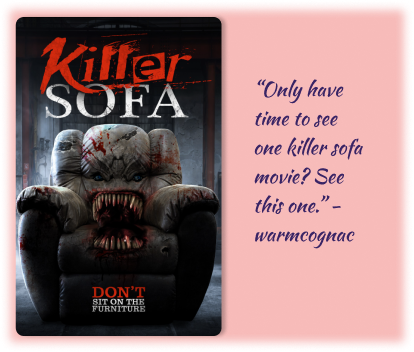 Killer
SOFA
DON'T
SIT ON THE
FURNITURE
“Only have
time to see
one killer sofa
movie? See
this one.” -
warmcognac